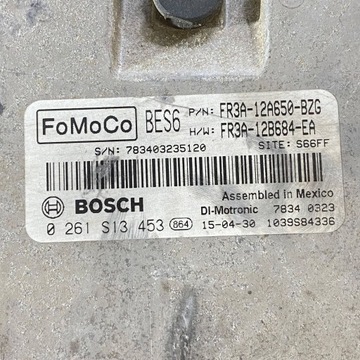 FoMoCo BES6 P/N: FR3A-12A650-BZG
H/W: FR3A-12B684-EA
S/N: 783403235120 SITE: S66FF
Assembled in Mexico
BOSCH DI-Motronic 7834 0323
0 261 S13 453 864 15-04-30 1039S84336